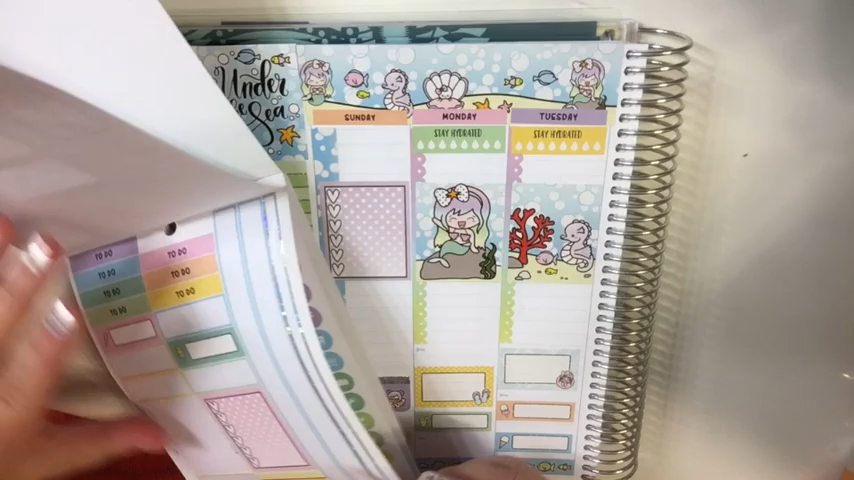 Under
the Sea
SUNDAY
MONDAY
TUESDAY
STAY HYDRATED
STAY HYDRATED
TO DO
TO DO
TO DO
TO DO
TO DO
TO DO
TO DO